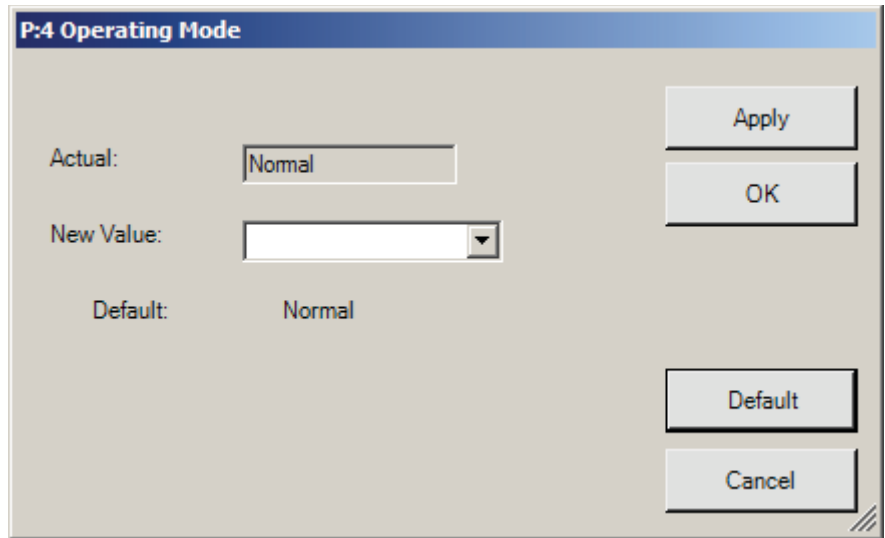 P:4 Operating Mode
Apply
Actual: Normal
OK
New Value:
Default: Normal
Default
Cancel